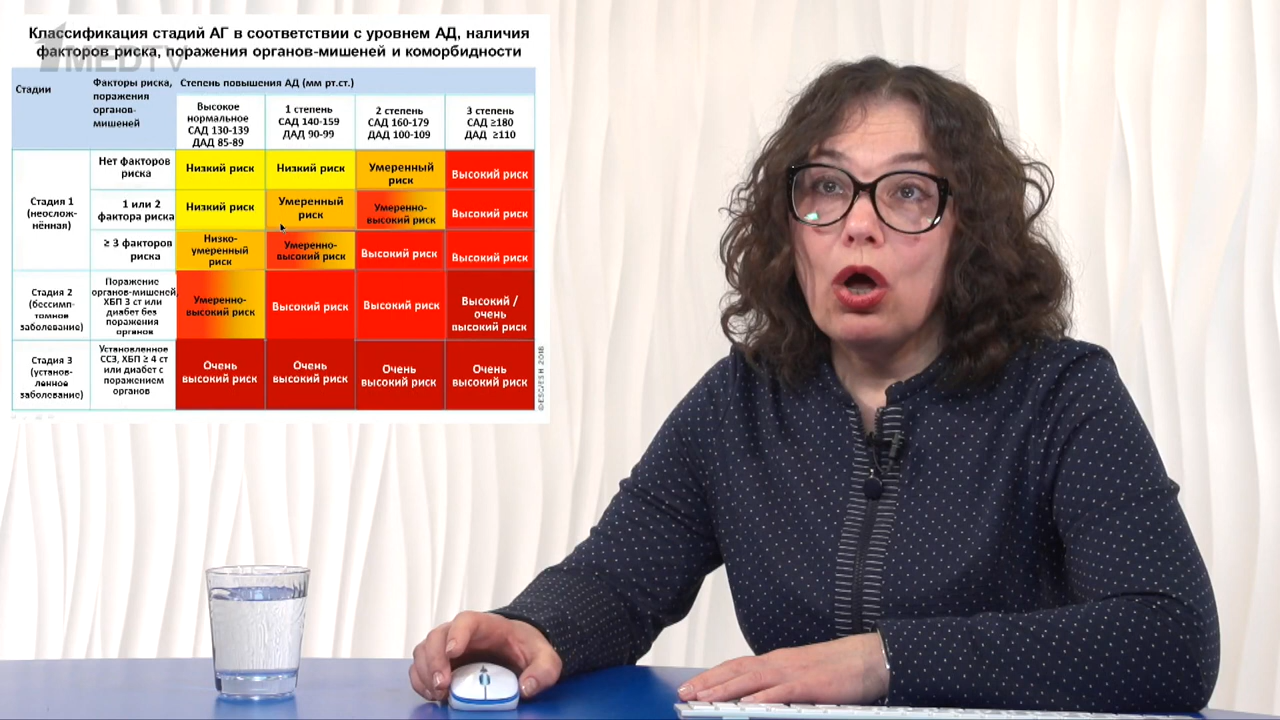 Классификация стадий АГ в соответствии с уровнем АД, наличия
факторов риска, поражения органов-мишеней и коморбидности
1MEDTV
Стадии
Факторы риска,
поражения
органов-
мишеней
Степень повышения АД (мм рт.ст.)
Высокое
нормальное
САД 130-139
ДАД 85-89
1 степень
САД 140-159
ДАД 90-99
2 степень
САД 160-179
ДАД 100-109
3 степень
САД ≥180
ДАД ≥110
Стадия 1
(неослож-
нённая)
Нет факторов
риска
Низкий риск
Низкий риск
Умеренный
риск
Высокий риск
1 или 2
фактора риска
Низкий риск
Умеренный
риск
Умеренно-
высокий риск
Высокий риск
≥ 3 факторов
риска
Низко-
умеренный
риск
Умеренно-
высокий риск
Высокий риск
Высокий риск
Стадия 2
(бессимп-
томное
заболевание)
Поражение
органов-мишеней,
ХБП 3 ст или
диабет без
поражения
органов
Умеренно-
высокий риск
Высокий риск
Высокий риск
Высокий /
очень
высокий риск
Стадия 3
(установ-
ленное
заболевание)
Установленное
ССЗ, ХБП ≥ 4 ст
или диабет с
поражением
органов
Очень
высокий риск
Очень
высокий риск
Очень
высокий риск
Очень
высокий риск
©ESC/ESH 2018